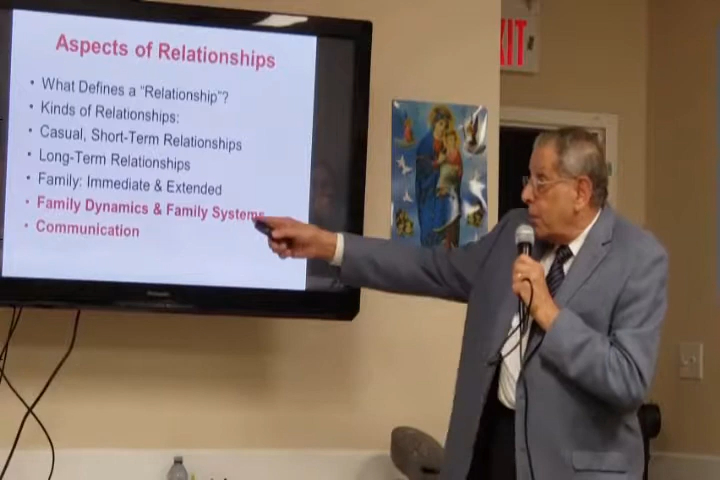 Aspects of Relationships
• What Defines a "Relationship"?
• Kinds of Relationships:
• Casual, Short-Term Relationships
• Long-Term Relationships
• Family: Immediate & Extended
• Family Dynamics & Family Systems
• Communication
EXIT